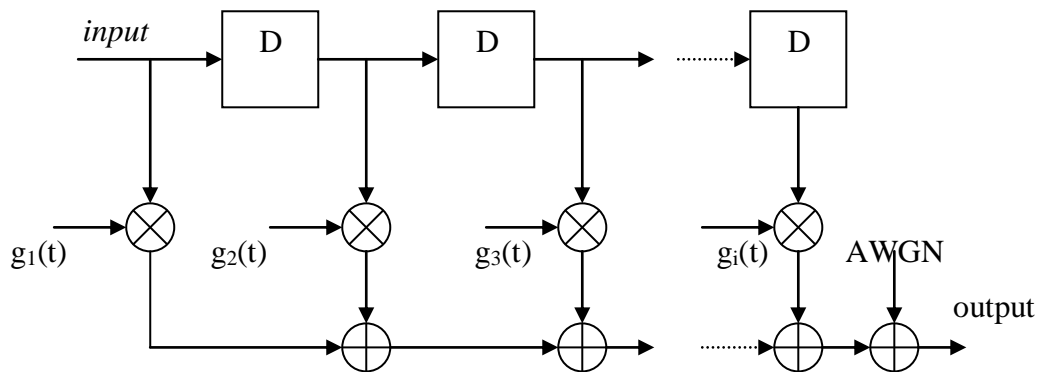 input
D
D
D
g₁(t)
g₂(t)
g₃(t)
gᵢ(t)
AWGN
output